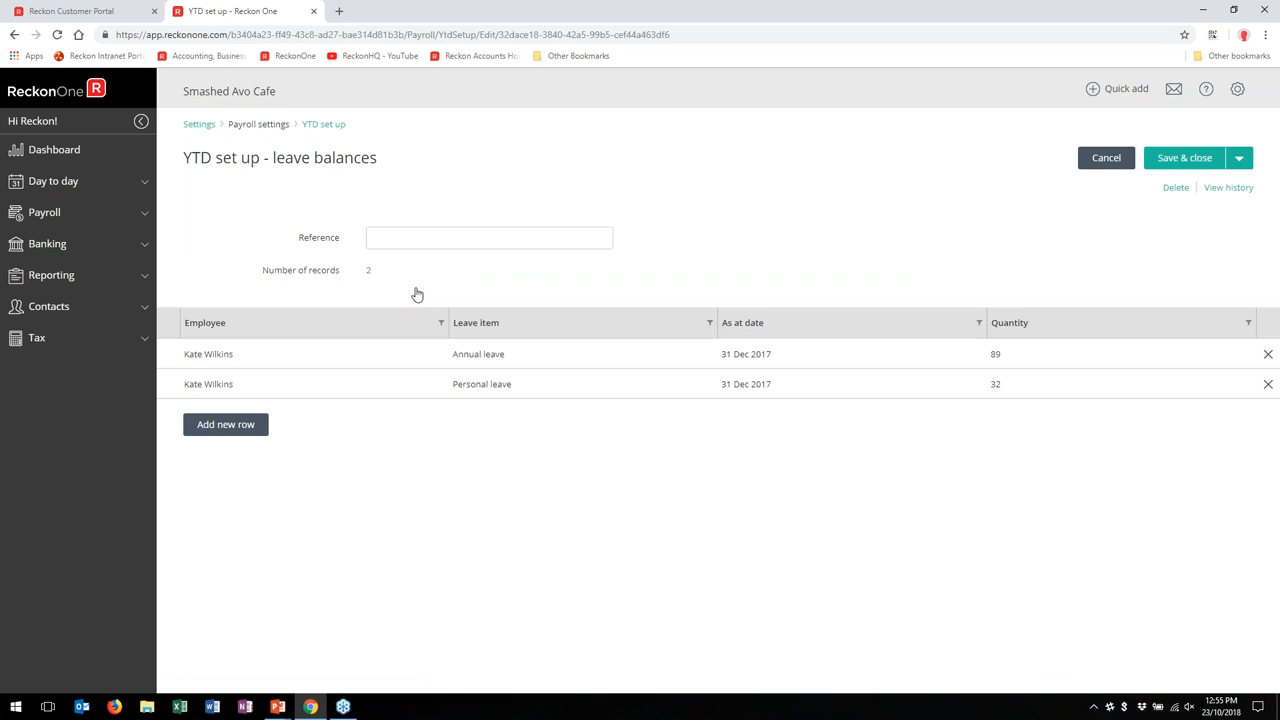 Reckon Customer Portal
YTD set up - Reckon One
https://app.reckonone.com/b3404a23-ff49-43c8-ad27-bae314d81b3b/Payroll/YtdSetup/Edit/32dace18-3840-42a5-99b5-cef44a463df6
Apps Reckon Intranet Port Accounting, Business ReckonOne ReckonHQ - YouTube Reckon Accounts Ho Other Bookmarks Other bookmarks
ReckonOne R
Smashed Avo Cafe
Quick add
Hi Reckon!
Settings > Payroll settings > YTD set up
Dashboard
YTD set up - leave balances
Cancel
Save & close
Day to day
31
Delete
View history
Payroll
Reference
Banking
Number of records 2
Reporting
Contacts
Employee Leave item As at date Quantity
Tax
Kate Wilkins Annual leave 31 Dec 2017 89
Kate Wilkins Personal leave 31 Dec 2017 32
Add new row
12:55 PM
23/10/2018